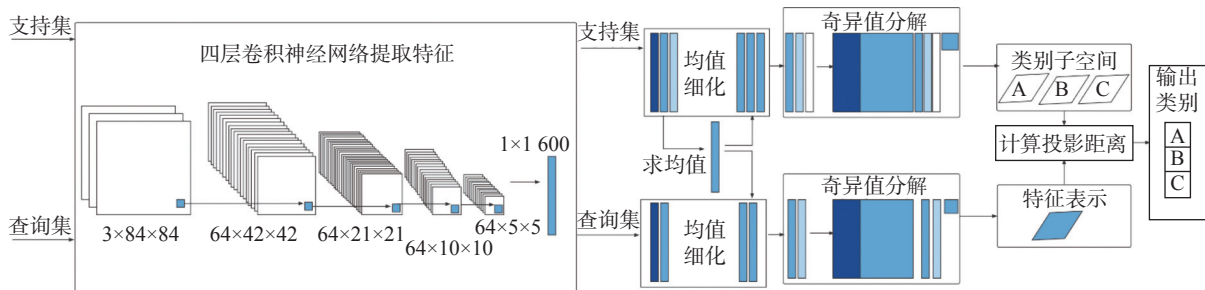 支持集
查询集
四层卷积神经网络提取特征
3×84×84
64×42×42
64×21×21
64×10×10
64×5×5
1×1 600
支持集
查询集
均值
细化
求均值
均值
细化
奇异值分解
奇异值分解
类别子空间
A
B
C
计算投影距离
特征表示
输出
类别
A
B
C